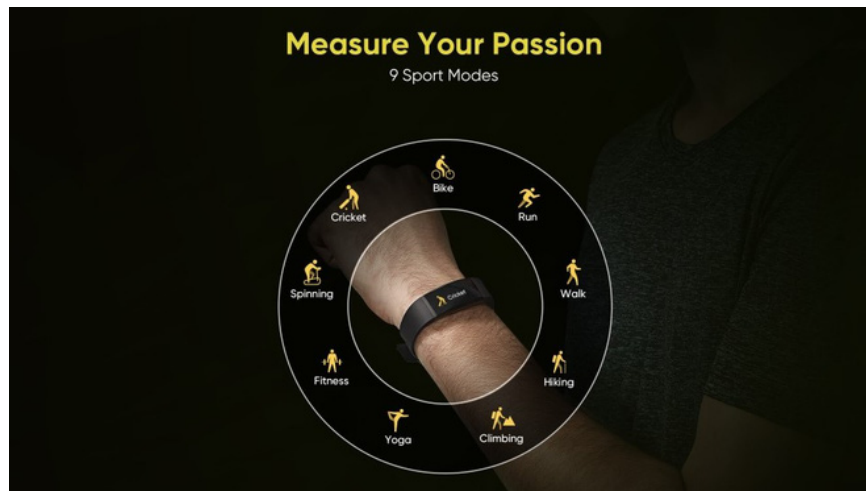 Measure Your Passion
9 Sport Modes
Bike
Cricket
Run
Spinning
Cricket
Walk
Fitness
Hiking
Yoga
Climbing